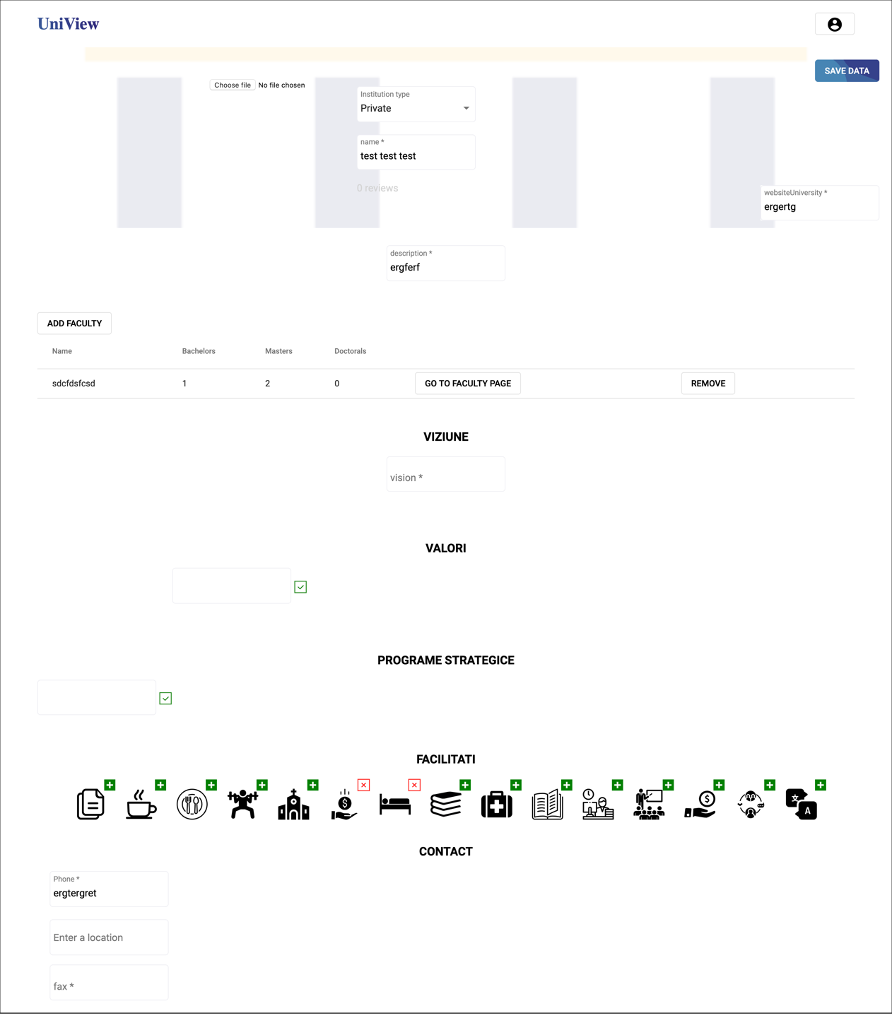 UniView
SAVE DATA
Choose file No file chosen
Institution type
Private
name *
test test test
0 reviews
websiteUniversity *
ergertg
description *
ergferf
ADD FACULTY
Name Bachelors Masters Doctorals
sdcfdsfcsd 1 2 0 GO TO FACULTY PAGE REMOVE
VIZIUNE
vision *
VALORI
PROGRAME STRATEGICE
FACILITATI
CONTACT
Phone *
ergtergret
Enter a location
fax *